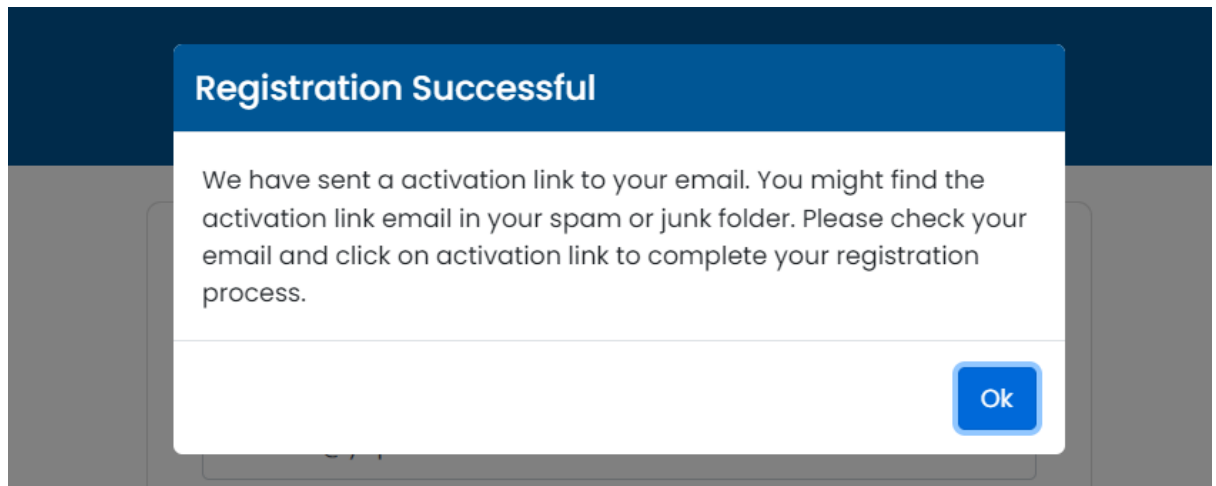 Registration Successful
We have sent a activation link to your email. You might find the
activation link email in your spam or junk folder. Please check your
email and click on activation link to complete your registration
process.
Ok